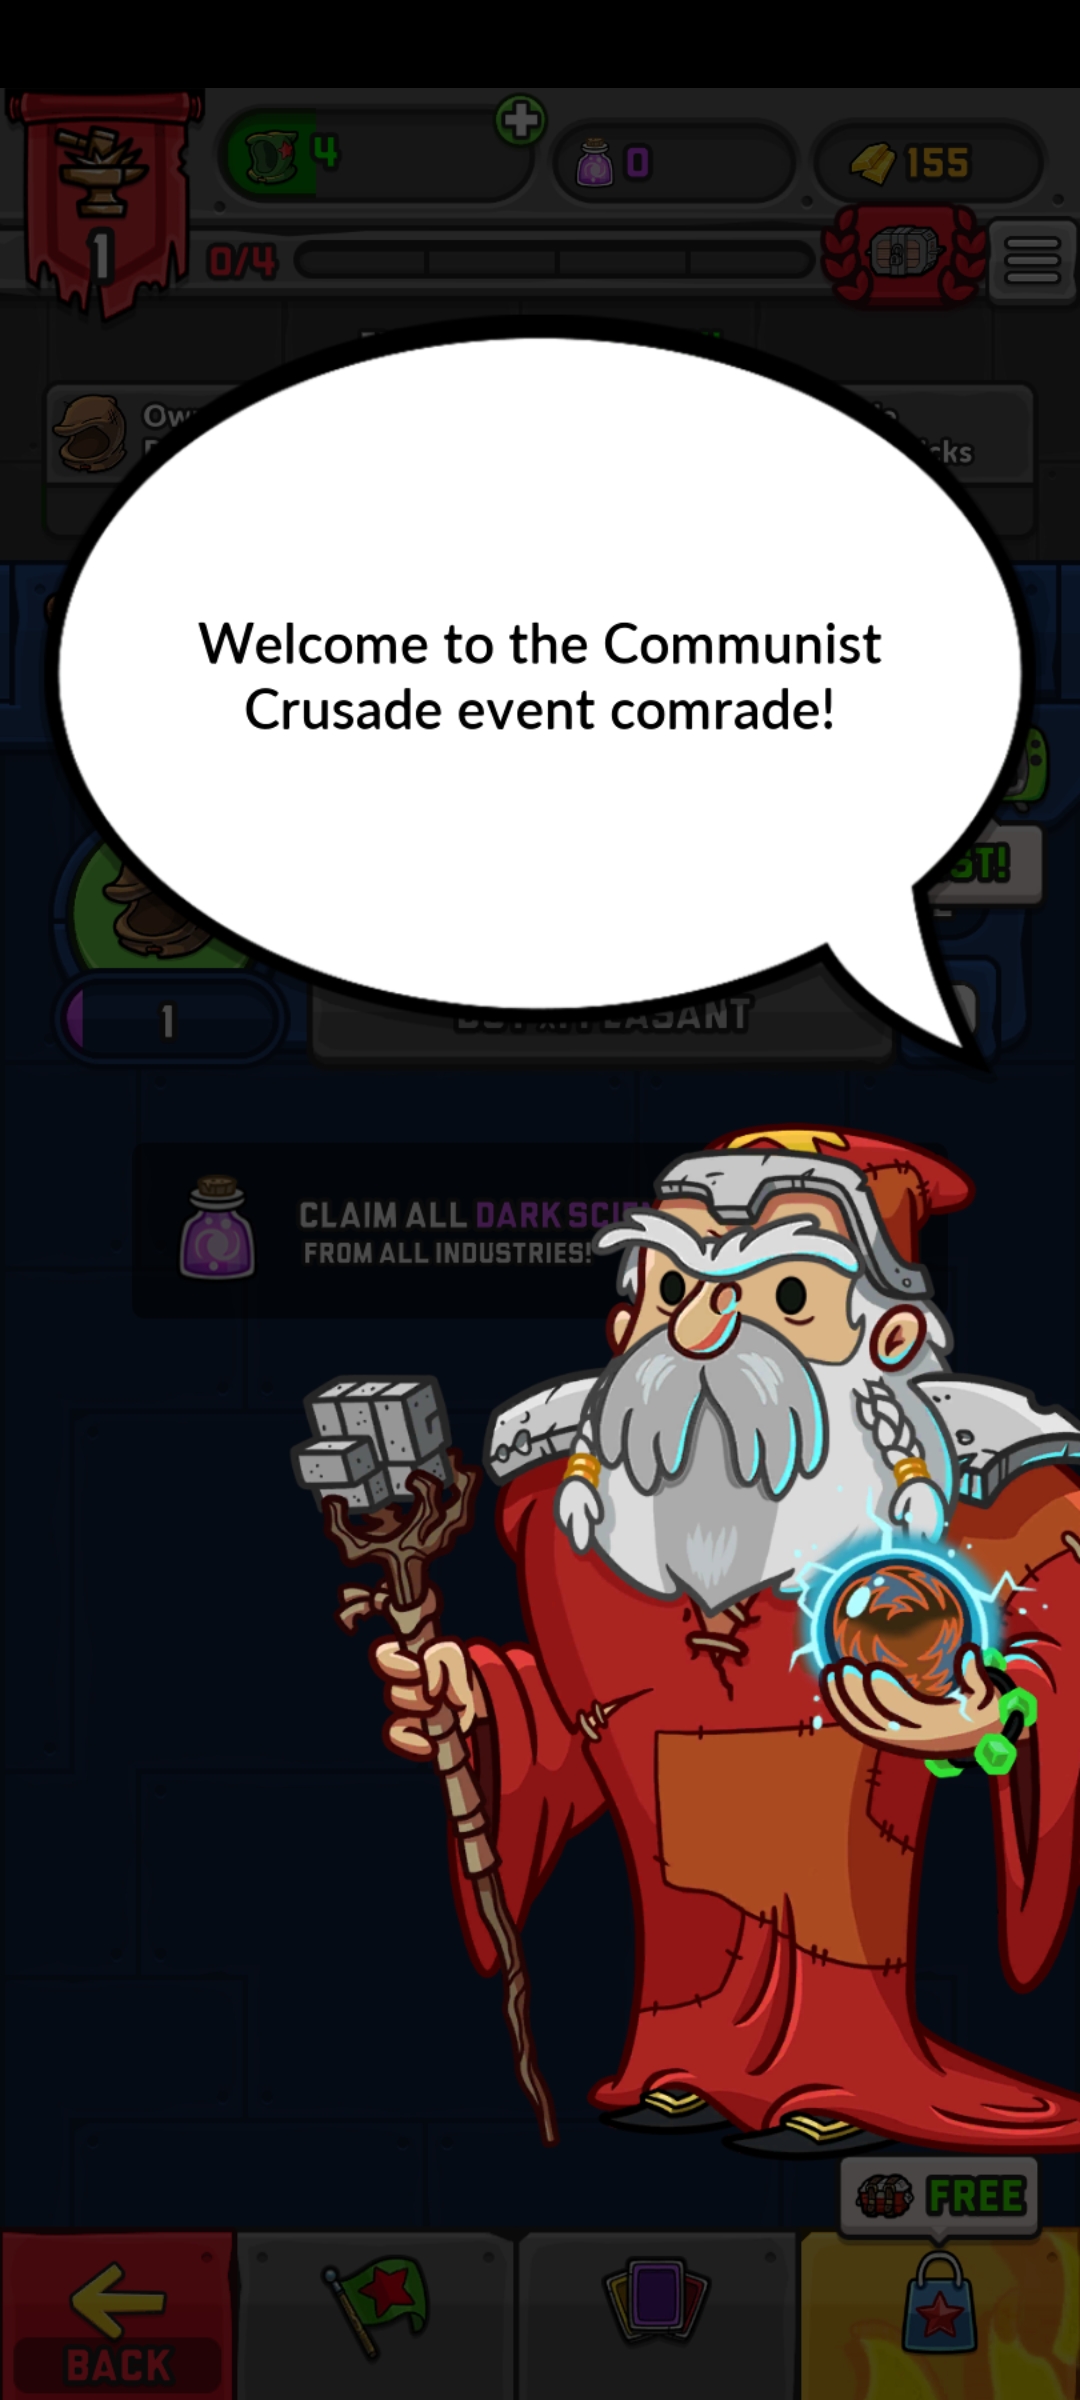 4
0
155
1
0/4
Welcome to the Communist
Crusade event comrade!
1
CLAIM ALL DARK
FROM ALL INDUSTRIES!
FREE
BACK